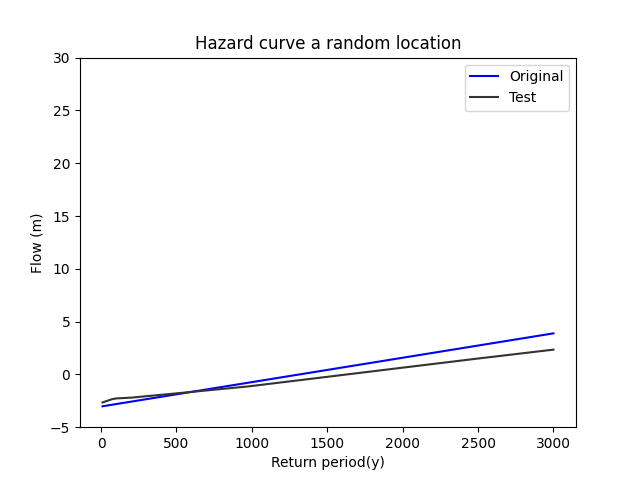 Hazard curve a random location
Original
Test
30
25
20
15
10
5
0
−5
Flow (m)
0 500 1000 1500 2000 2500 3000
Return period(y)